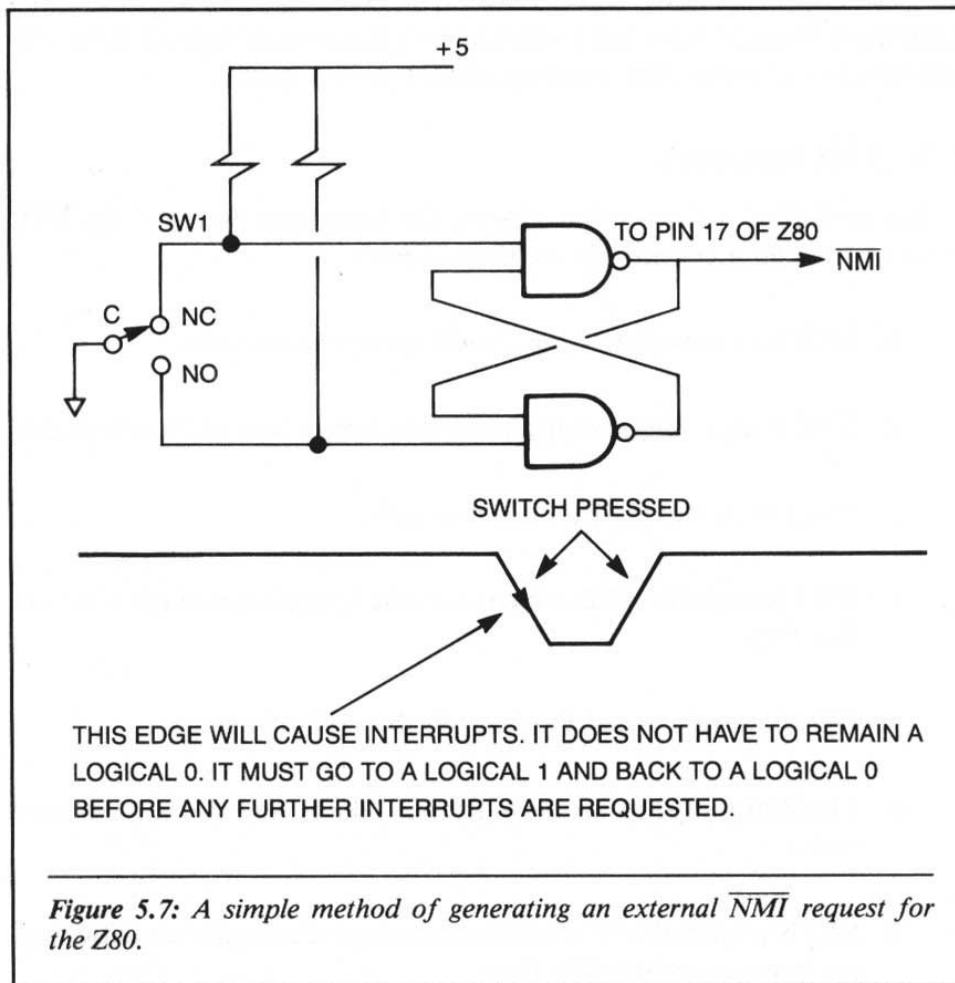 +5
SW1
TO PIN 17 OF Z80
N̅M̅I̅
C
NC
NO
SWITCH PRESSED
THIS EDGE WILL CAUSE INTERRUPTS. IT DOES NOT HAVE TO REMAIN A
LOGICAL 0. IT MUST GO TO A LOGICAL 1 AND BACK TO A LOGICAL 0
BEFORE ANY FURTHER INTERRUPTS ARE REQUESTED.
Figure 5.7: A simple method of generating an external N̅M̅I̅ request for
the Z80.